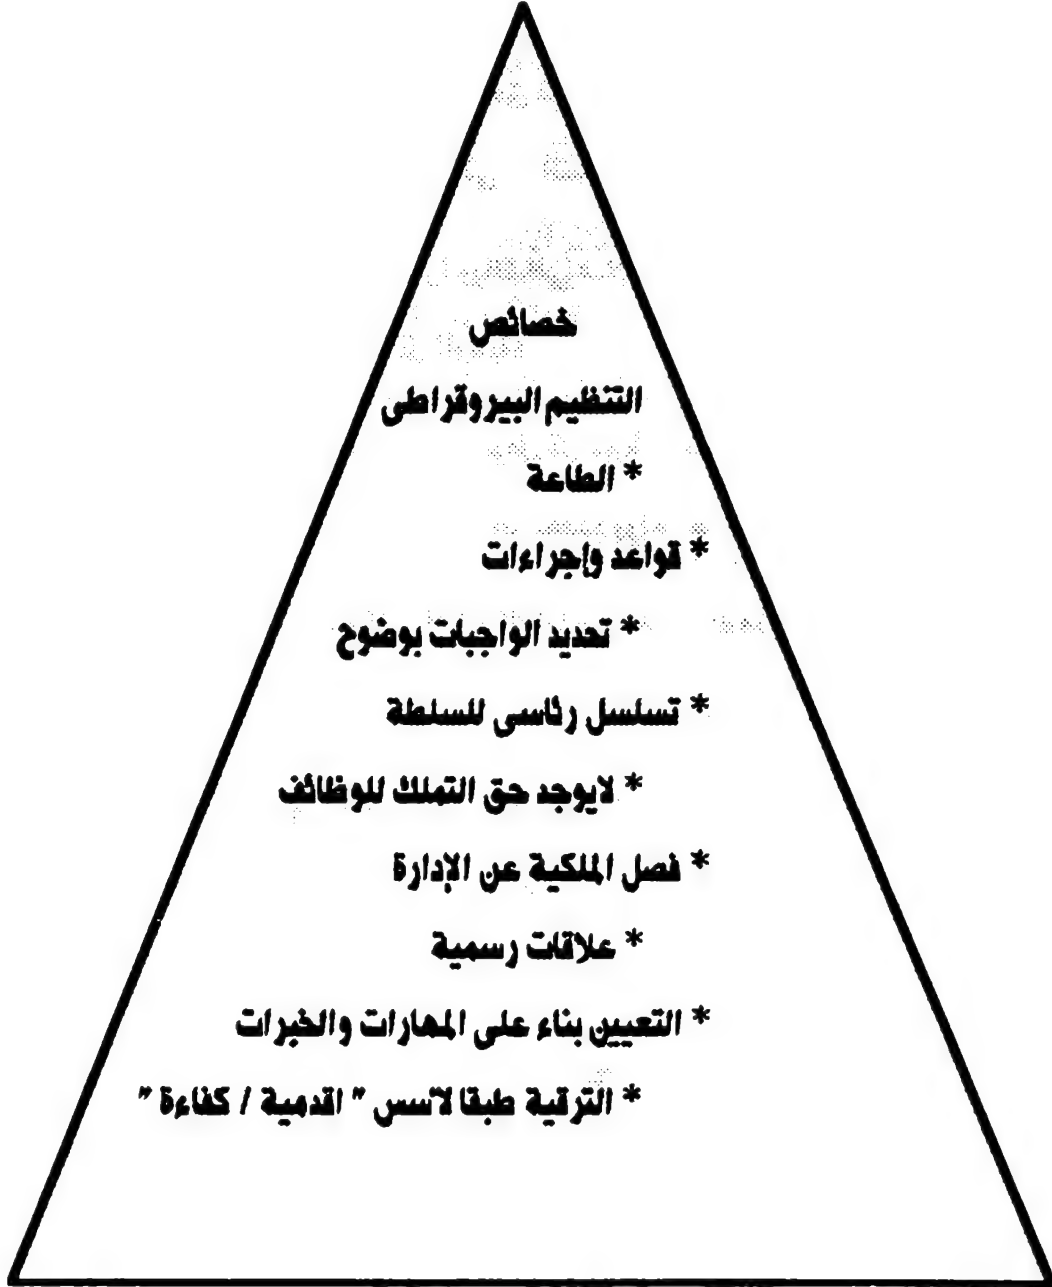 خصائص
التنظيم البيروقراطى
* الطاعة
* قواعد وإجراءات
* تحديد الواجبات بوضوح
* تسلسل رئاسى للسلطة
* لايوجد حق التملك للوظائف
* فصل الملكية عن الإدارة
* علاقات رسمية
* التعيين بناء على المهارات والخبرات
* الترقية طبقا لأسس " اقدمية / كفاءة "